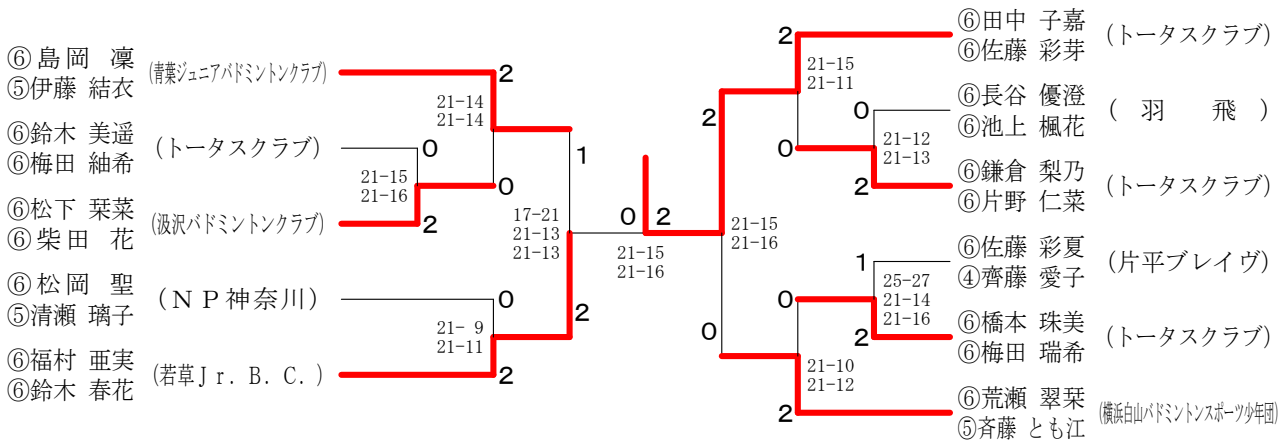 ⑥島岡 凜
⑤伊藤 結衣
(青葉ジュニアバドミントンクラブ)
⑥鈴木 美遥
⑥梅田 紬希
(トータスクラブ)
⑥松下 栞菜
⑥柴田 花
(汲沢バドミントンクラブ)
⑥松岡 聖
⑤清瀬 璃子
(ＮＰ神奈川)
⑥福村 亜実
⑥鈴木 春花
(若草Ｊr．Ｂ．Ｃ．)
2
21-14
21-14
0
0
21-15
21-16
2
1
17-21
21-13
21-13
2
0
21- 9
21-11
2
0
2
21-15
21-16
2
21-15
21-16
0
2
21-15
21-11
0
0
21-12
21-13
2
1
25-27
21-14
21-16
2
0
21-10
21-12
2
⑥田中 子嘉
⑥佐藤 彩芽
(トータスクラブ)
⑥長谷 優澄
⑥池上 楓花
(羽 飛)
⑥鎌倉 梨乃
⑥片野 仁菜
(トータスクラブ)
⑥佐藤 彩夏
④齊藤 愛子
(片平ブレイヴ)
⑥橋本 珠美
⑥梅田 瑞希
(トータスクラブ)
⑥荒瀬 翠栞
⑤斉藤 とも江
(横浜白山バドミントンスポーツ少年団)